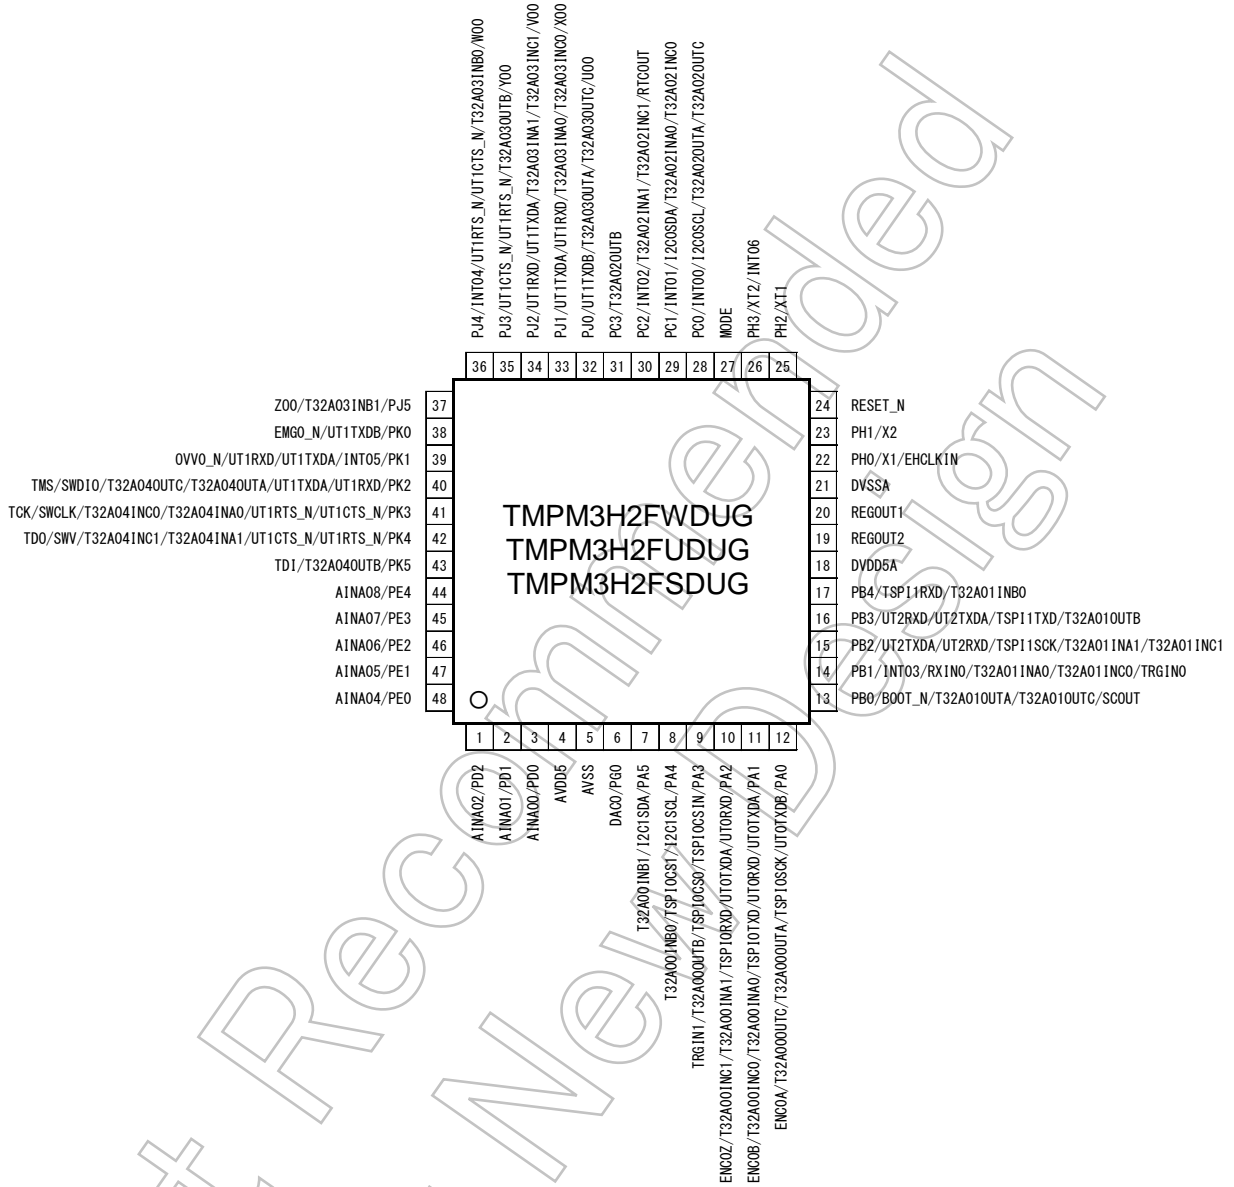 PJ4/INT04/UT1RTS_N/UT1CTS_N/T32A03INB0/WO0
PJ3/UT1CTS_N/UT1RTS_N/T32A03OUTB/YO0
PJ2/UT1RXD/UT1TXDA/T32A03INA1/T32A03INC1/VO0
PJ1/UT1TXDA/UT1RXD/T32A03INA0/T32A03INC0/XO0
PJ0/UT1TXDB/T32A03OUTA/T32A03OUTC/UO0
PC3/T32A02OUTB
PC2/INT02/T32A02INA1/T32A02INC1/RTCOUT
PC1/INT01/I2C0SDA/T32A02INA0/T32A02INC0
PC0/INT00/I2C0SCL/T32A02OUTA/T32A02OUTC
MODE
PH3/XT2/INT06
PH2/XT1
36 35 34 33 32 31 30 29 28 27 26 25
ZO0/T32A03INB1/PJ5 37
EMG0_N/UT1TXDB/PK0 38
OVV0_N/UT1RXD/UT1TXDA/INT05/PK1 39
TMS/SWDIO/T32A04OUTC/T32A04OUTA/UT1TXDA/UT1RXD/PK2 40
TCK/SWCLK/T32A04INC0/T32A04INA0/UT1RTS_N/UT1CTS_N/PK3 41
TDO/SWV/T32A04INC1/T32A04INA1/UT1CTS_N/UT1RTS_N/PK4 42
TDI/T32A04OUTB/PK5 43
AINA08/PE4 44
AINA07/PE3 45
AINA06/PE2 46
AINA05/PE1 47
AINA04/PE0 48
TMPM3H2FWDUG
TMPM3H2FUDUG
TMPM3H2FSDUG
24 RESET_N
23 PH1/X2
22 PH0/X1/EHCLKIN
21 DVSSA
20 REGOUT1
19 REGOUT2
18 DVDD5A
17 PB4/TSPI1RXD/T32A01INB0
16 PB3/UT2RXD/UT2TXDA/TSPI1TXD/T32A01OUTB
15 PB2/UT2TXDA/UT2RXD/TSPI1SCK/T32A01INA1/T32A01INC1
14 PB1/INT03/RXIN0/T32A01INA0/T32A01INC0/TRGIN0
13 PB0/BOOT_N/T32A01OUTA/T32A01OUTC/SCOUT
1 2 3 4 5 6 7 8 9 10 11 12
AINA02/PD2
AINA01/PD1
AINA00/PD0
AVDD5
AVSS
DAC0/PG0
T32A00INB1/I2C1SDA/PA5
T32A00INB0/TSPI0CS1/I2C1SCL/PA4
TRGIN1/T32A00OUTB/TSPI0CS0/TSPI0CSIN/PA3
ENC0Z/T32A00INC1/T32A00INA1/TSPI0RXD/UT0TXDA/UT0RXD/PA2
ENC0B/T32A00INC0/T32A00INA0/TSPI0TXD/UT0RXD/UT0TXDA/PA1
ENC0A/T32A00OUTC/T32A00OUTA/TSPI0SCK/UT0TXDB/PA0
Recommended
New Design